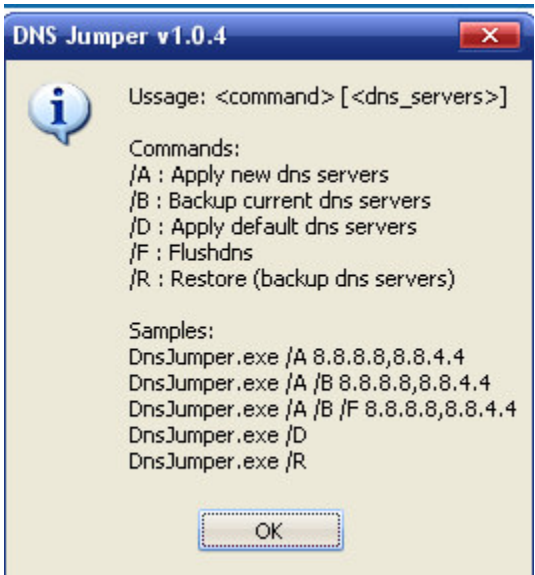 DNS Jumper v1.0.4
Ussage: <command> [<dns_servers>]
Commands:
/A : Apply new dns servers
/B : Backup current dns servers
/D : Apply default dns servers
/F : Flushdns
/R : Restore (backup dns servers)
Samples:
DnsJumper.exe /A 8.8.8.8,8.8.4.4
DnsJumper.exe /A /B 8.8.8.8,8.8.4.4
DnsJumper.exe /A /B /F 8.8.8.8,8.8.4.4
DnsJumper.exe /D
DnsJumper.exe /R
OK